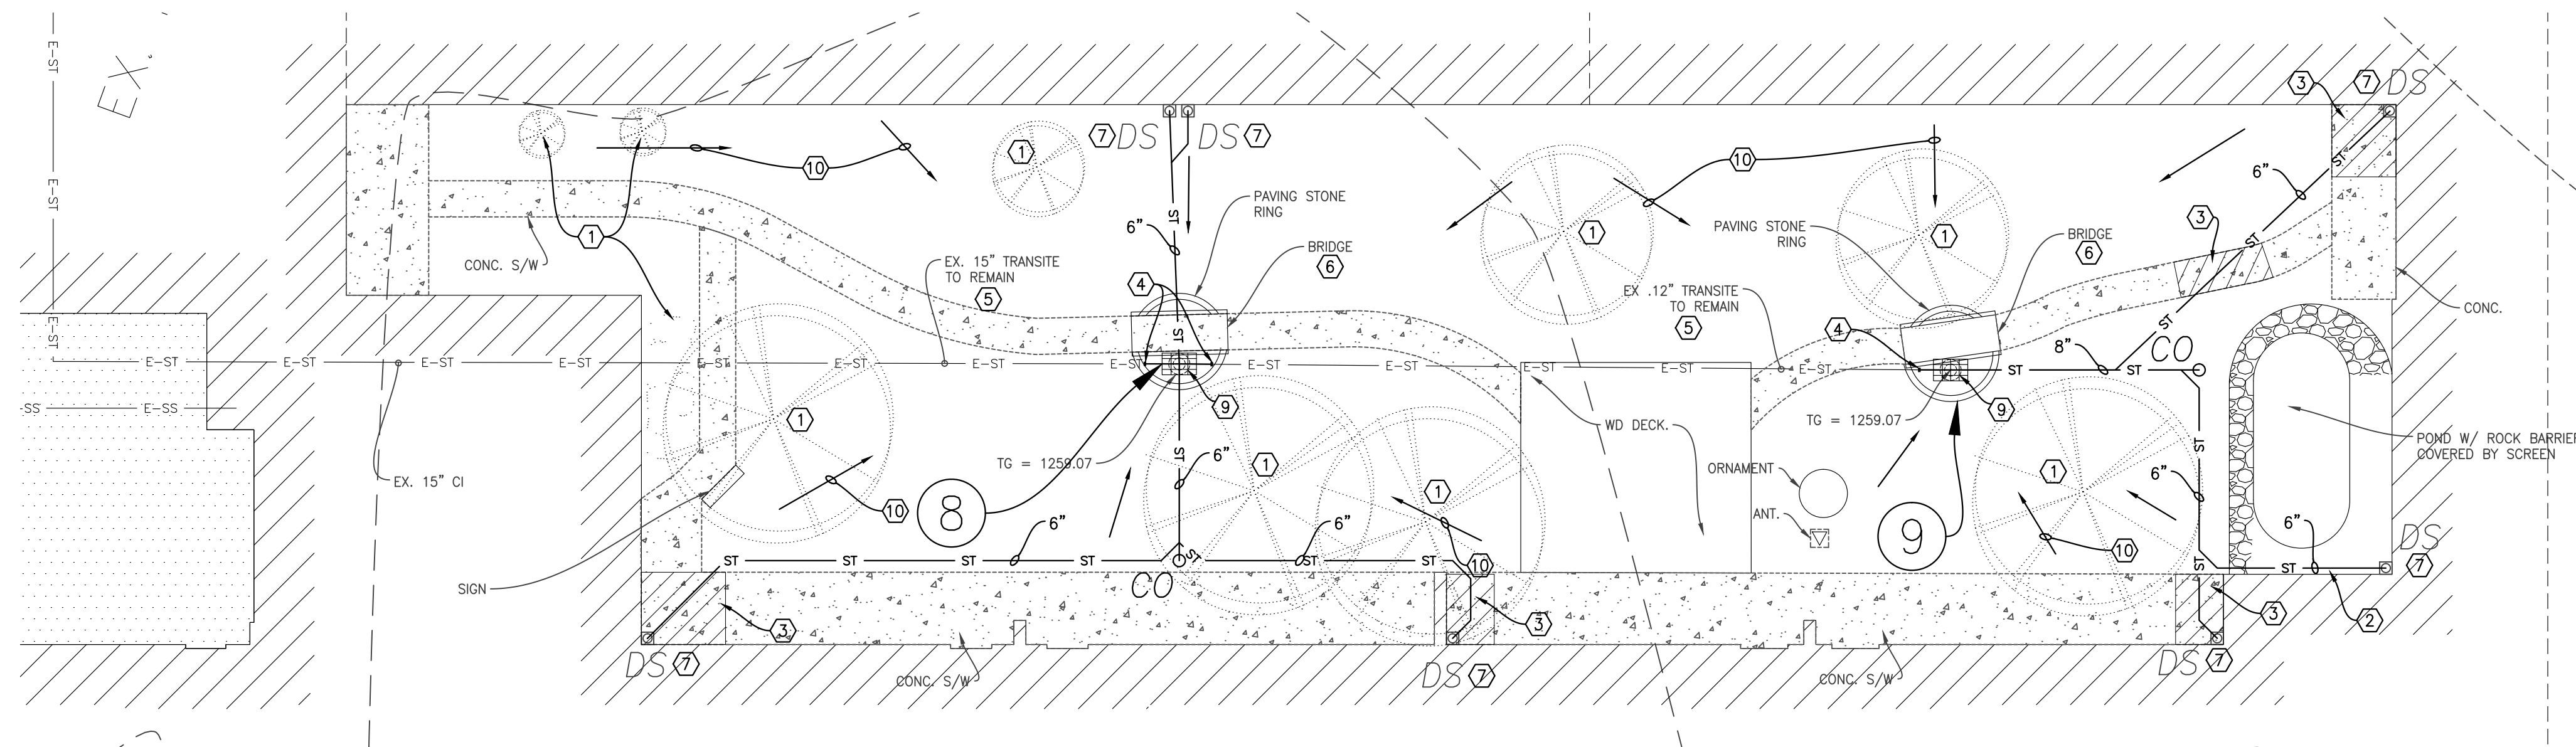 E-ST
EX.
E-ST
E-ST
3
7
DS
7
DS
DS
7
1
10
10
ST
6"
3
ST
6"
PAVING STONE
RING
PAVING STONE
RING
1
1
1
CONC. S/W
BRIDGE
6
BRIDGE
6
EX. 15" TRANSITE
TO REMAIN
5
4
EX .12" TRANSITE
TO REMAIN
5
4
ST
ST
ST
CONC.
8"
CO
E-ST
E-ST
E-ST
E-ST
E-ST
E-ST
E-ST
E-ST
E-ST
E-ST
E-ST
E-ST
E-ST
ST
ST
-SS
E-SS
9
9
1
TG = 1259.07
WD DECK.
POND W/ ROCK BARRIER
COVERED BY SCREEN
ST
6"
ST
TG = 1259.07
1
ORNAMENT
1
6"
EX. 15" CI
1
10
8
ANT.
9
6"
6"
6"
10
DS
7
SIGN
ST
ST
ST
ST
CO
ST
ST
ST
10
ST
ST
3
3
3
2
DS
7
CONC. S/W
DS
7
CONC. S/W
DS
7